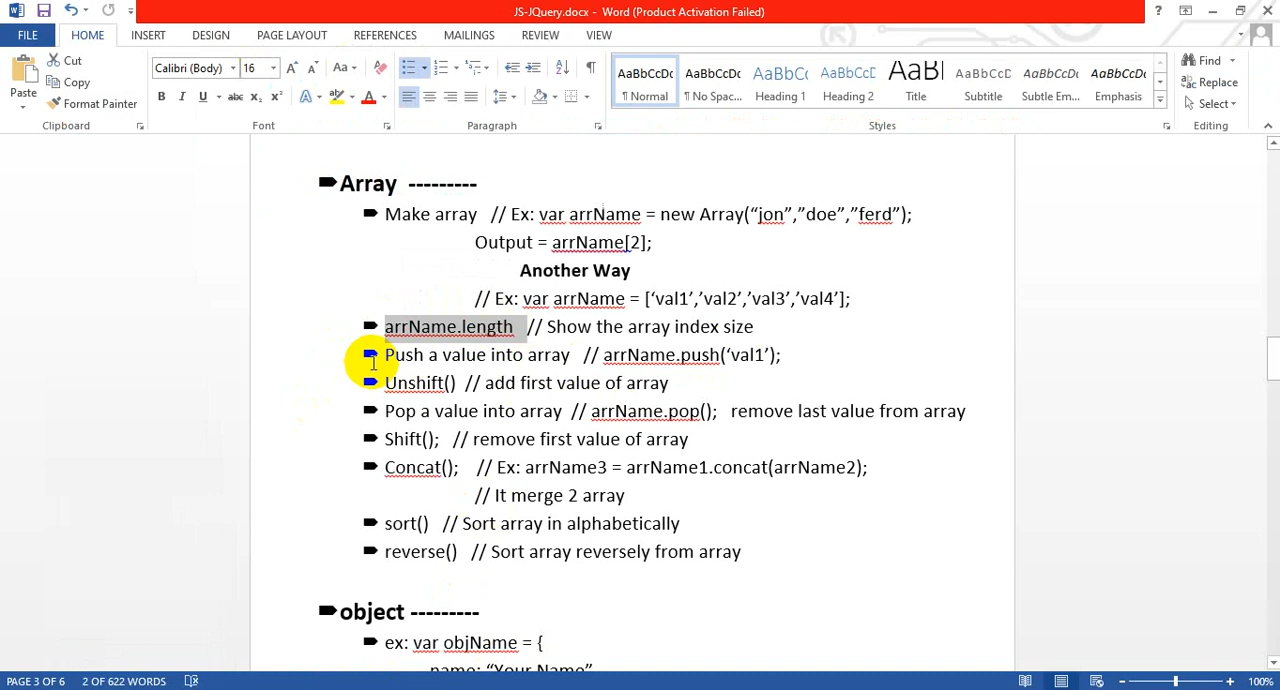 JS-JQuery.docx - Word (Product Activation Failed)
FILE HOME INSERT DESIGN PAGE LAYOUT REFERENCES MAILINGS REVIEW VIEW
Paste
Cut
Copy
Format Painter
Clipboard
Calibri (Body) 16
Font
Paragraph
AaBbCcDc AaBbCcDc AaBbCc AaBbCcC AaBl AaBbCcD AaBbCcDc AaBbCcDc
¶ Normal ¶ No Spac... Heading 1 Heading 2 Title Subtitle Subtle Em... Emphasis
Styles
Find
Replace
Select
Editing
Array ---------
Make array // Ex: var arrName = new Array(“jon”,”doe”,”ferd”);
Output = arrName[2];
Another Way
// Ex: var arrName = [‘val1’,’val2’,’val3’,’val4’];
arrName.length // Show the array index size
Push a value into array // arrName.push(‘val1’);
Unshift() // add first value of array
Pop a value into array // arrName.pop(); remove last value from array
Shift(); // remove first value of array
Concat(); // Ex: arrName3 = arrName1.concat(arrName2);
// It merge 2 array
sort() // Sort array in alphabetically
reverse() // Sort array reversely from array
object ---------
ex: var objName = {
name: “Your Name”
PAGE 3 OF 6 2 OF 622 WORDS 100%